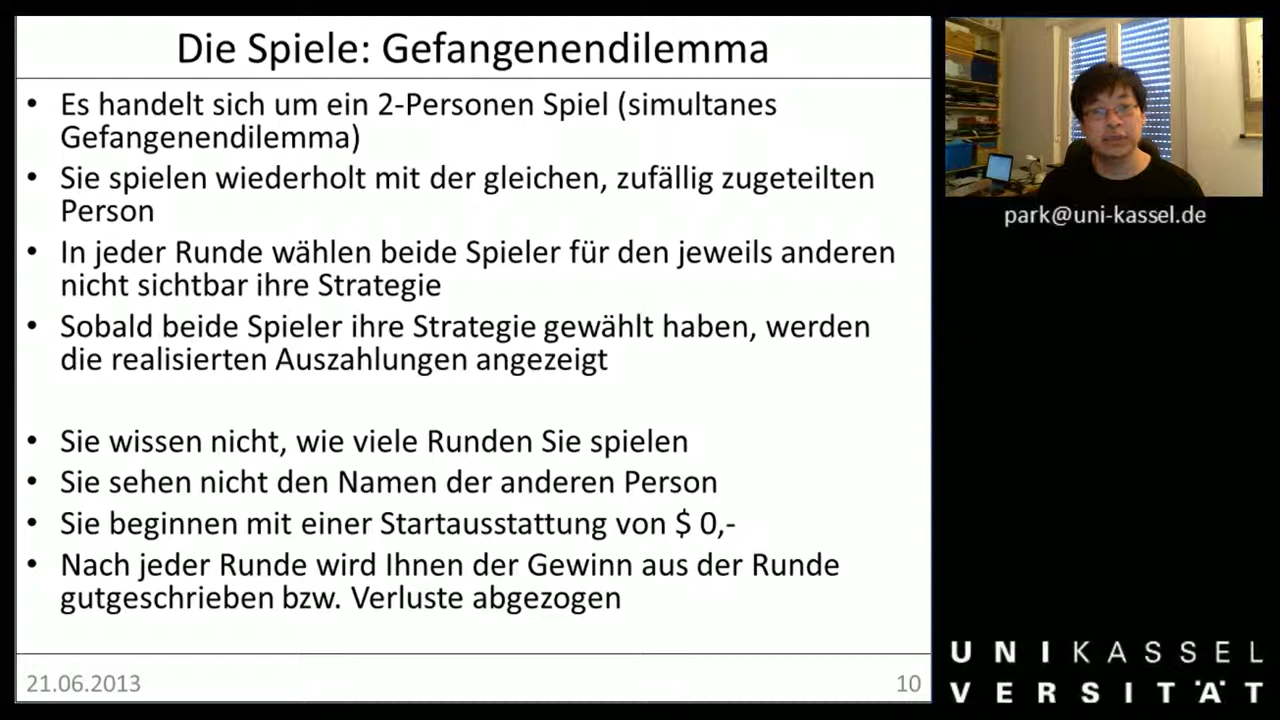 Die Spiele: Gefangenendilemma
• Es handelt sich um ein 2-Personen Spiel (simultanes
Gefangenendilemma)
• Sie spielen wiederholt mit der gleichen, zufällig zugeteilten
Person
• In jeder Runde wählen beide Spieler für den jeweils anderen
nicht sichtbar ihre Strategie
• Sobald beide Spieler ihre Strategie gewählt haben, werden
die realisierten Auszahlungen angezeigt
• Sie wissen nicht, wie viele Runden Sie spielen
• Sie sehen nicht den Namen der anderen Person
• Sie beginnen mit einer Startausstattung von $ 0,-
• Nach jeder Runde wird Ihnen der Gewinn aus der Runde
gutgeschrieben bzw. Verluste abgezogen
21.06.2013
10
park@uni-kassel.de
UNIKASSEL
VERSITÄT